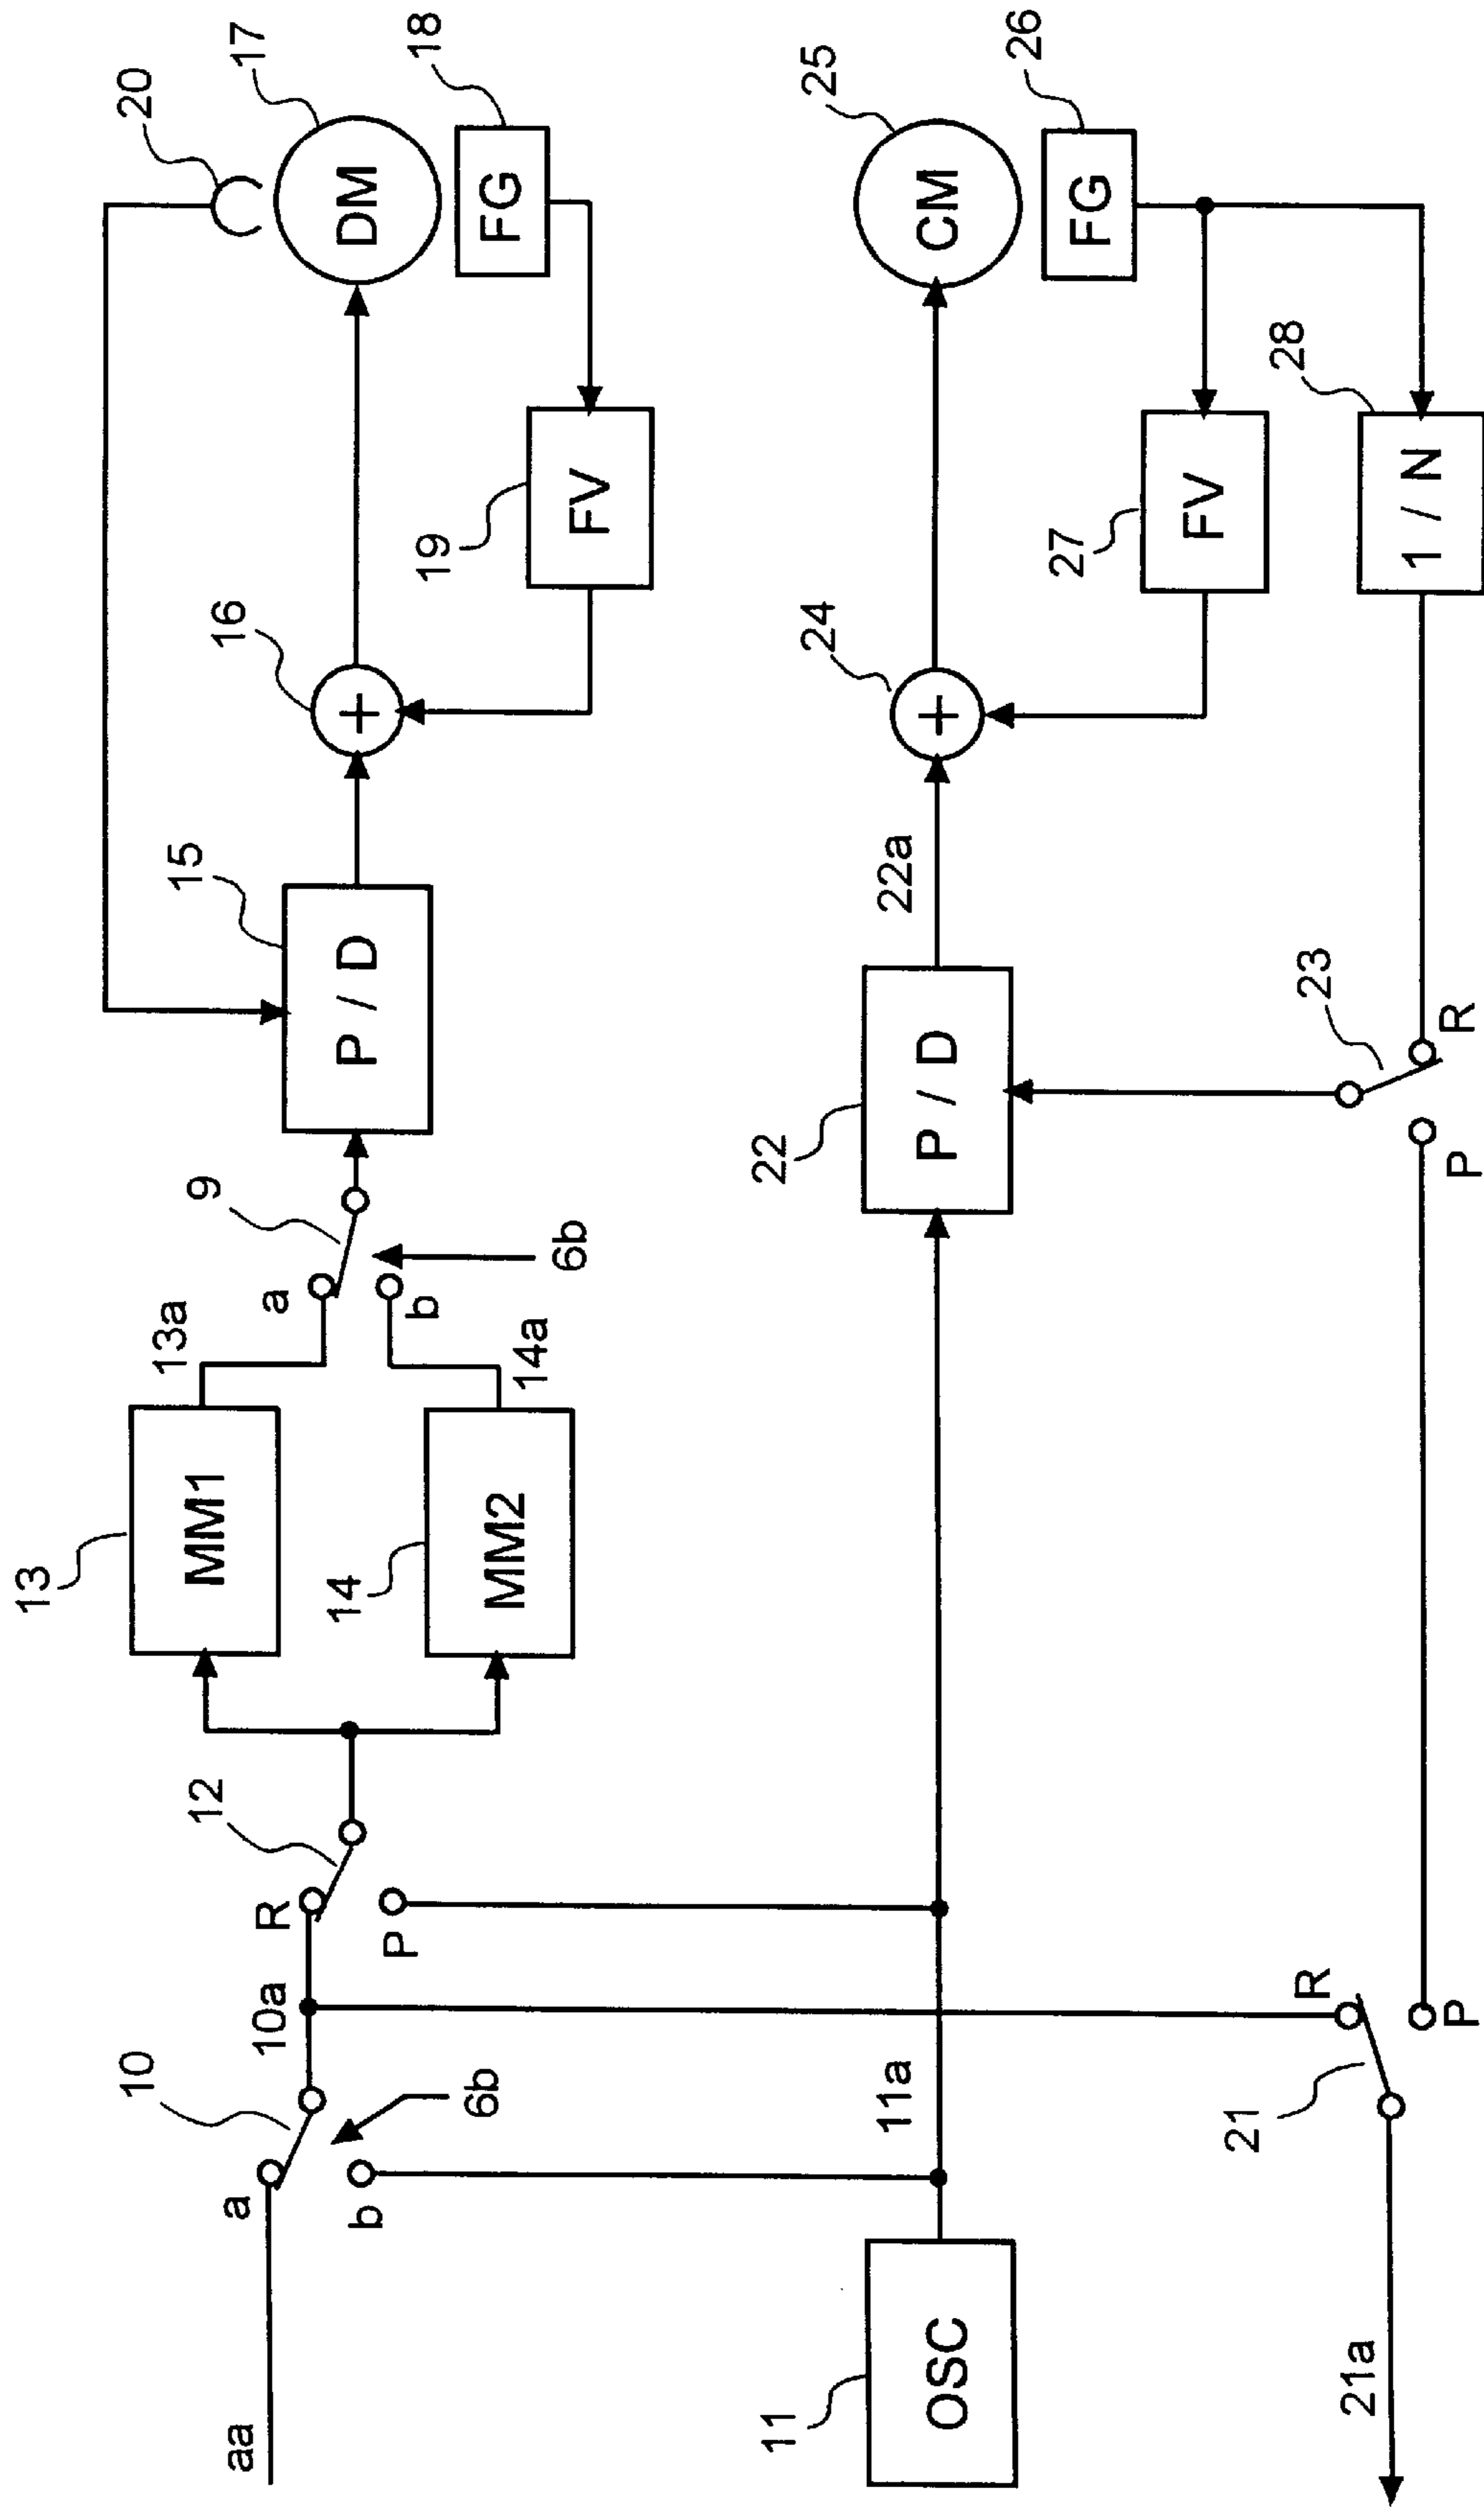 aa
a
b
6b
10
10a
R
P
12
13
MM1
13a
14
MM2
14a
a
b
6b
9
15
P / D
16
+
20
17
DM
18
FG
19
FV
11
OSC
11a
22
P / D
22a
24
+
25
CM
26
FG
27
FV
28
1 / N
23
R
P
21a
21
R
P